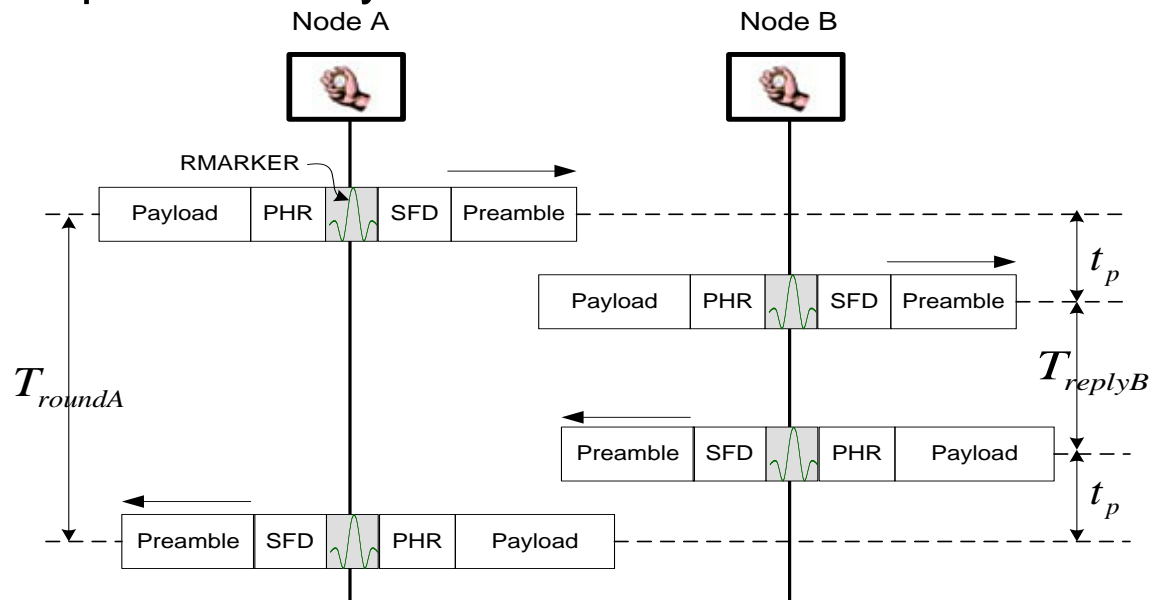 Node A
Node B
RMARKER
Payload PHR SFD Preamble
t_p
Payload PHR SFD Preamble
T_roundA
T_replyB
Preamble SFD PHR Payload
t_p
Preamble SFD PHR Payload